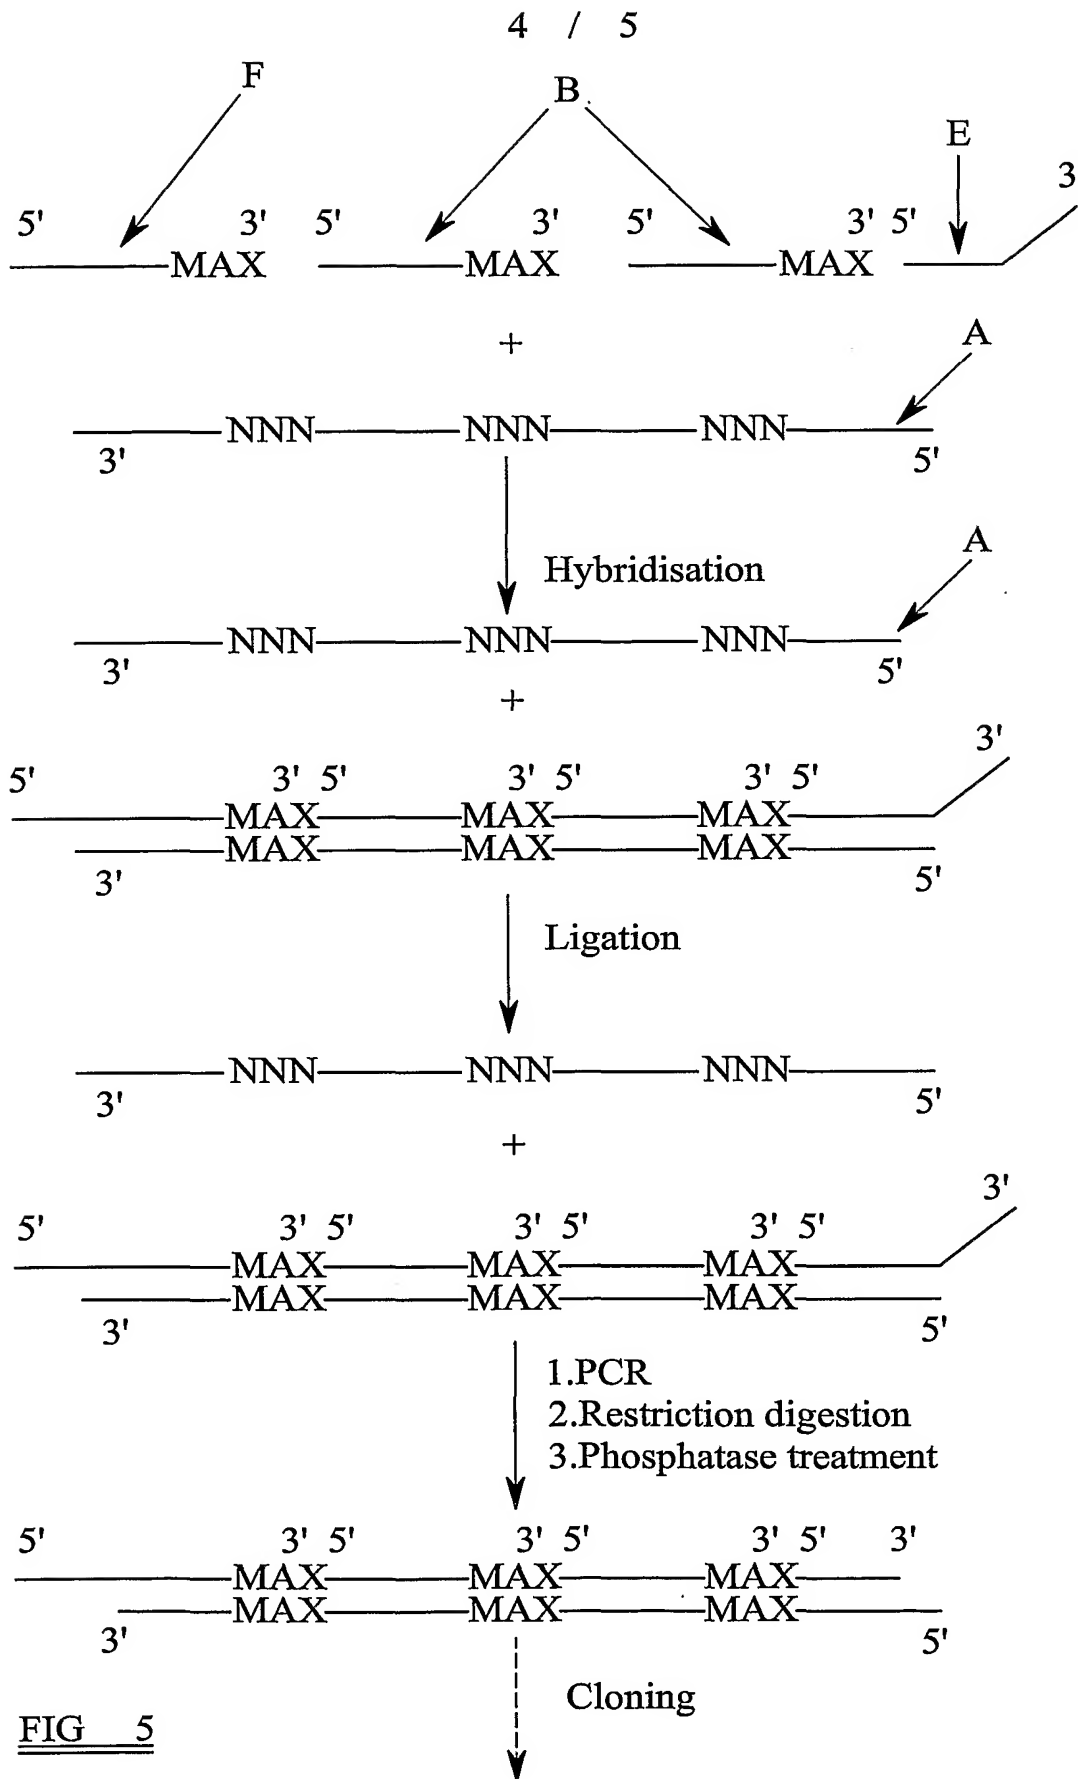 4 / 5
F
B
E
3
5' 3' 5' 3' 5' 3' 5'
MAX MAX MAX
+
A
NNN NNN NNN
3' 5'
Hybridisation
A
NNN NNN NNN
3' 5'
+
3'
5' 3' 5' 3' 5' 3' 5'
MAX MAX MAX
MAX MAX MAX
3' 5'
Ligation
NNN NNN NNN
3' 5'
+
3'
5' 3' 5' 3' 5' 3' 5'
MAX MAX MAX
MAX MAX MAX
3' 5'
1.PCR
2.Restriction digestion
3.Phosphatase treatment
5' 3' 5' 3' 5' 3' 5' 3'
MAX MAX MAX
MAX MAX MAX
3' 5'
Cloning
FIG 5